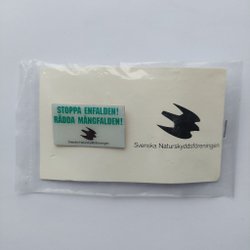 STOPPA ENFALDEN!
RÄDDA MÅNGFALDEN!
Svenska Naturskyddsföreningen
Svenska Naturskyddsföreningen